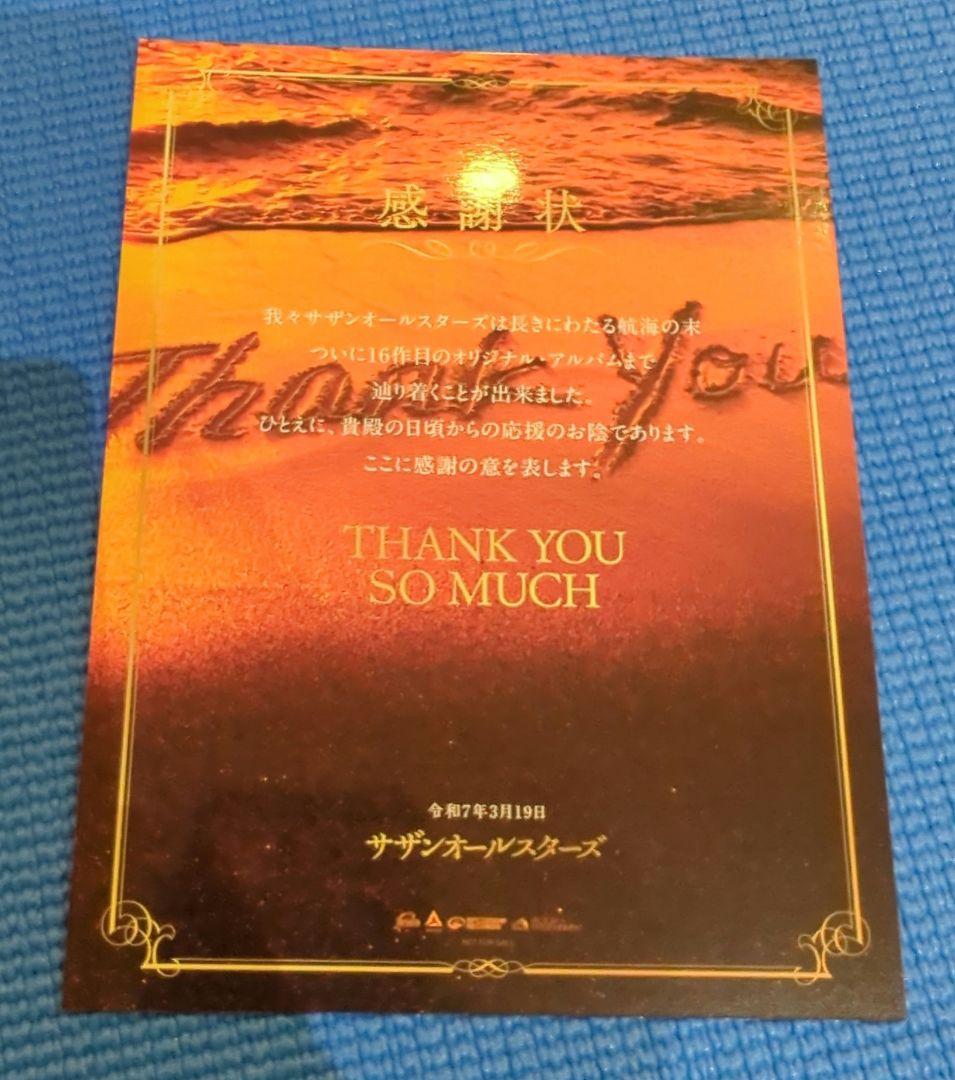 感謝状
我々サザンオールスターズは長きにわたる航海の末
ついに16作目のオリジナル・アルバムまで
辿り着くことが出来ました。
ひとえに、貴殿の日頃からの応援のお陰であります。
ここに感謝の意を表します。
Thank You
THANK YOU
SO MUCH
令和7年3月19日
サザンオールスターズ
NOT FOR SALE